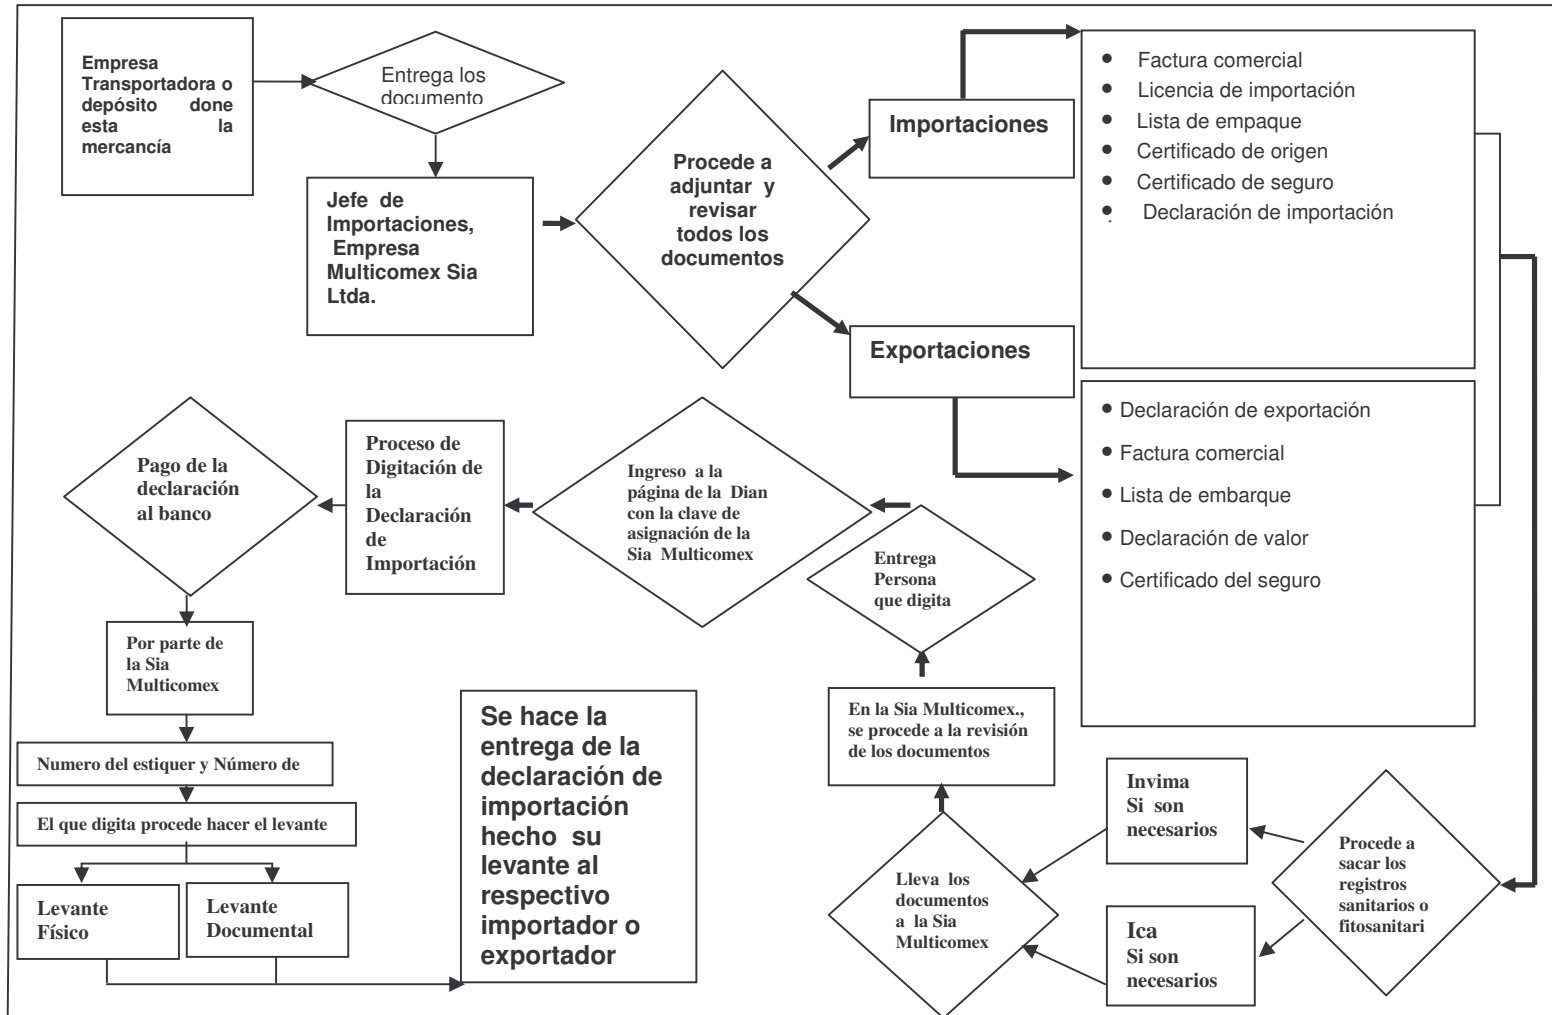 Empresa
Transportadora o
depósito done
esta la
mercancía
Entrega los
documento
Jefe de
Importaciones,
Empresa
Multicomex Sia
Ltda.
Procede a
adjuntar y
revisar
todos los
documentos
Importaciones
Exportaciones
• Factura comercial
• Licencia de importación
• Lista de empaque
• Certificado de origen
• Certificado de seguro
• Declaración de importación
.
• Declaración de exportación
• Factura comercial
• Lista de embarque
• Declaración de valor
• Certificado del seguro
Procede a
sacar los
registros
sanitarios o
fitosanitari
Invima
Si son
necesarios
Ica
Si son
necesarios
Lleva los
documentos
a la Sia
Multicomex
En la Sia Multicomex.,
se procede a la revisión
de los documentos
Entrega
Persona
que digita
Ingreso a la
página de la Dian
con la clave de
asignación de la
Sia Multicomex
Proceso de
Digitación de
la
Declaración
de
Importación
Pago de la
declaración
al banco
Por parte de
la Sia
Multicomex
Numero del estiquer y Número de
El que digita procede hacer el levante
Levante
Físico
Levante
Documental
Se hace la
entrega de la
declaración de
importación
hecho su
levante al
respectivo
importador o
exportador